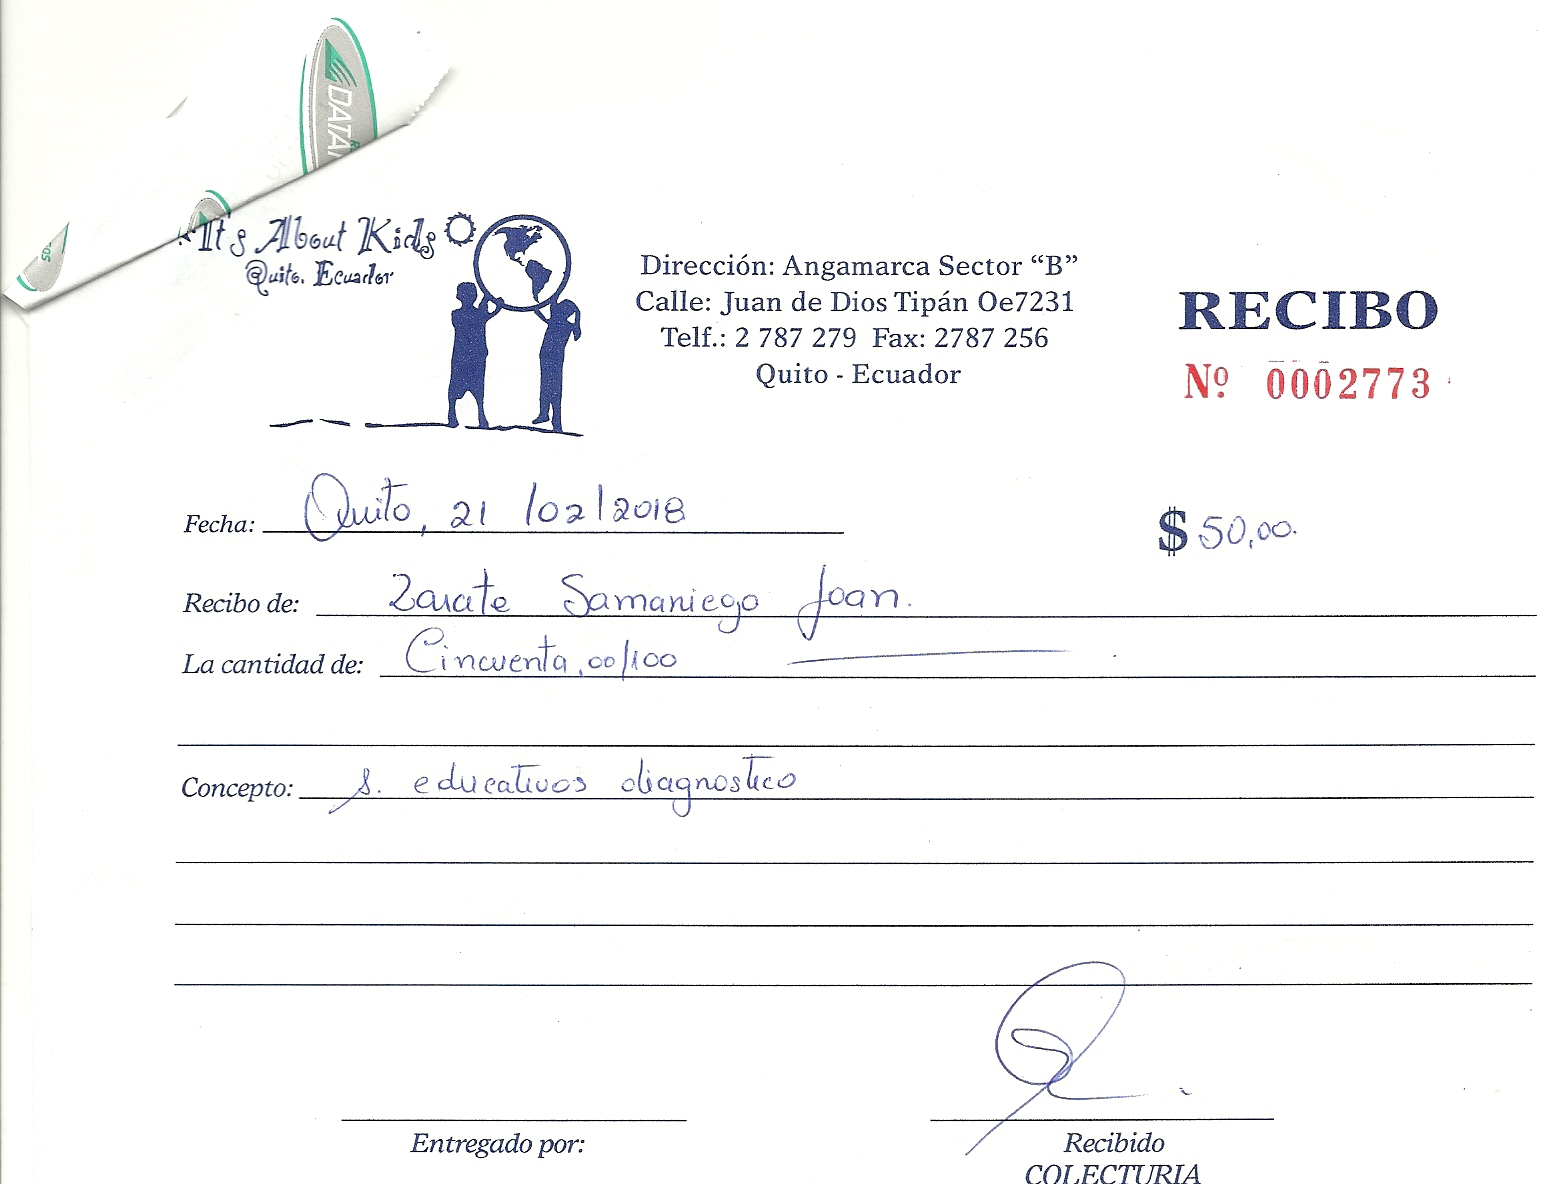 DATA
It's About Kids
Quito. Ecuador
Dirección: Angamarca Sector “B”
Calle: Juan de Dios Tipán Oe7231
Telf.: 2 787 279 Fax: 2787 256
Quito - Ecuador
RECIBO
Nº 0002773
Fecha: Quito, 21 /02/2018
$ 50,00.
Recibo de: Zarate Samaniego Joan.
La cantidad de: Cincuenta,00/100
Concepto: s. educativos diagnostico
Entregado por:
Recibido
COLECTURIA